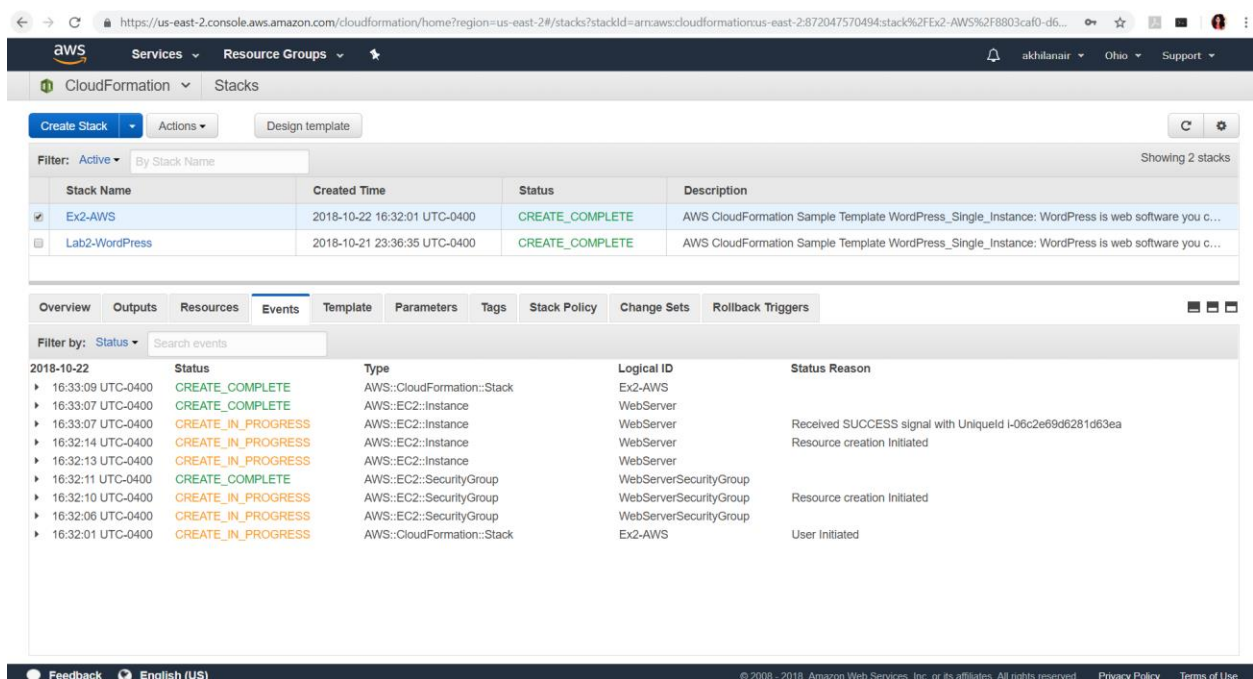 https://us-east-2.console.aws.amazon.com/cloudformation/home?region=us-east-2#/stacks?stackId=arn:aws:cloudformation:us-east-2:872047570494:stack%2FEx2-AWS%2F8803caf0-d6...
aws Services Resource Groups akhilanair Ohio Support
CloudFormation Stacks
Create Stack Actions Design template
Filter: Active By Stack Name Showing 2 stacks
Stack Name Created Time Status Description
Ex2-AWS 2018-10-22 16:32:01 UTC-0400 CREATE_COMPLETE AWS CloudFormation Sample Template WordPress_Single_Instance: WordPress is web software you c...
Lab2-WordPress 2018-10-21 23:36:35 UTC-0400 CREATE_COMPLETE AWS CloudFormation Sample Template WordPress_Single_Instance: WordPress is web software you c...
Overview Outputs Resources Events Template Parameters Tags Stack Policy Change Sets Rollback Triggers
Filter by: Status Search events
2018-10-22 Status Type Logical ID Status Reason
16:33:09 UTC-0400 CREATE_COMPLETE AWS::CloudFormation::Stack Ex2-AWS
16:33:07 UTC-0400 CREATE_COMPLETE AWS::EC2::Instance WebServer
16:33:07 UTC-0400 CREATE_IN_PROGRESS AWS::EC2::Instance WebServer Received SUCCESS signal with UniqueId i-06c2e69d6281d63ea
16:32:14 UTC-0400 CREATE_IN_PROGRESS AWS::EC2::Instance WebServer Resource creation Initiated
16:32:13 UTC-0400 CREATE_IN_PROGRESS AWS::EC2::Instance WebServer
16:32:11 UTC-0400 CREATE_COMPLETE AWS::EC2::SecurityGroup WebServerSecurityGroup
16:32:10 UTC-0400 CREATE_IN_PROGRESS AWS::EC2::SecurityGroup WebServerSecurityGroup Resource creation Initiated
16:32:06 UTC-0400 CREATE_IN_PROGRESS AWS::EC2::SecurityGroup WebServerSecurityGroup
16:32:01 UTC-0400 CREATE_IN_PROGRESS AWS::CloudFormation::Stack Ex2-AWS User Initiated
Feedback English (US) © 2008 - 2018, Amazon Web Services, Inc. or its affiliates. All rights reserved. Privacy Policy Terms of Use